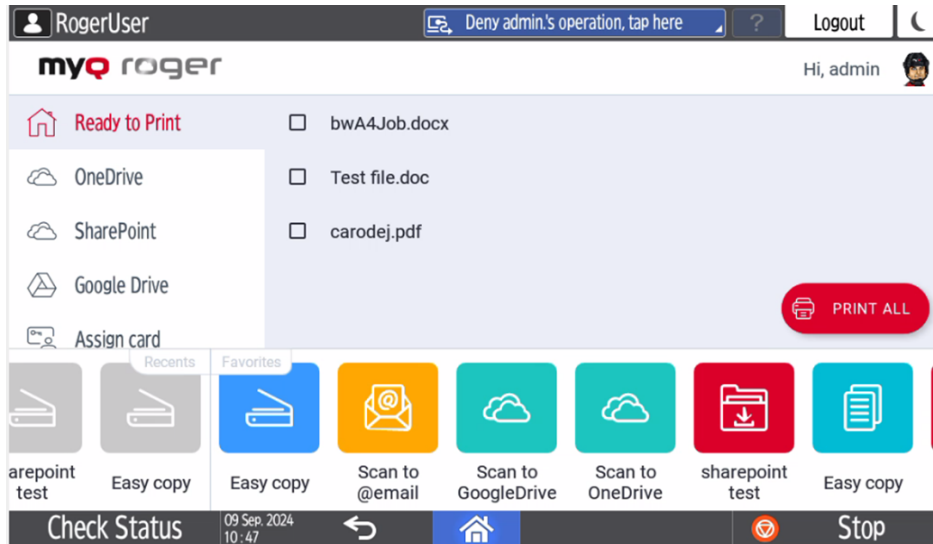 RogerUser
Deny admin.'s operation, tap here
?
Logout
myQ roger
Hi, admin
Ready to Print
OneDrive
SharePoint
Google Drive
Assign card
bwA4Job.docx
Test file.doc
carodej.pdf
PRINT ALL
Recents
Favorites
arepoint
test
Easy copy
Easy copy
@
Scan to
@email
Scan to
GoogleDrive
Scan to
OneDrive
sharepoint
test
Easy copy
Check Status
09 Sep. 2024
10:47
Stop